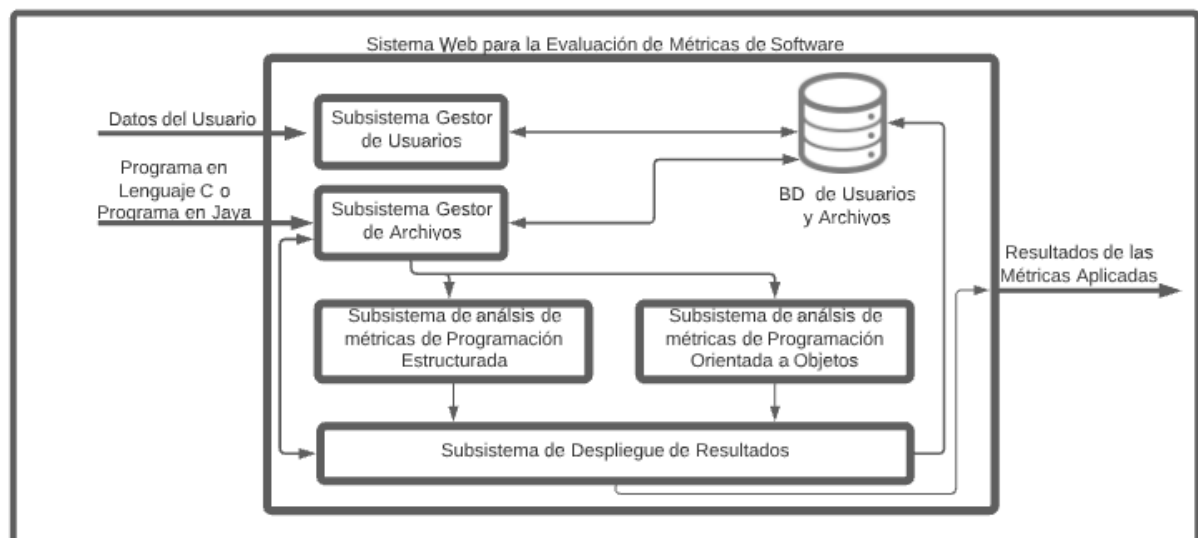 Sistema Web para la Evaluación de Métricas de Software
Datos del Usuario
Subsistema Gestor
de Usuarios
Programa en
Lenguaje C o
Programa en Java
Subsistema Gestor
de Archivos
BD de Usuarios
y Archivos
Resultados de las
Métricas Aplicadas
Subsistema de análsis de
métricas de Programación
Estructurada
Subsistema de análsis de
métricas de Programación
Orientada a Objetos
Subsistema de Despliegue de Resultados